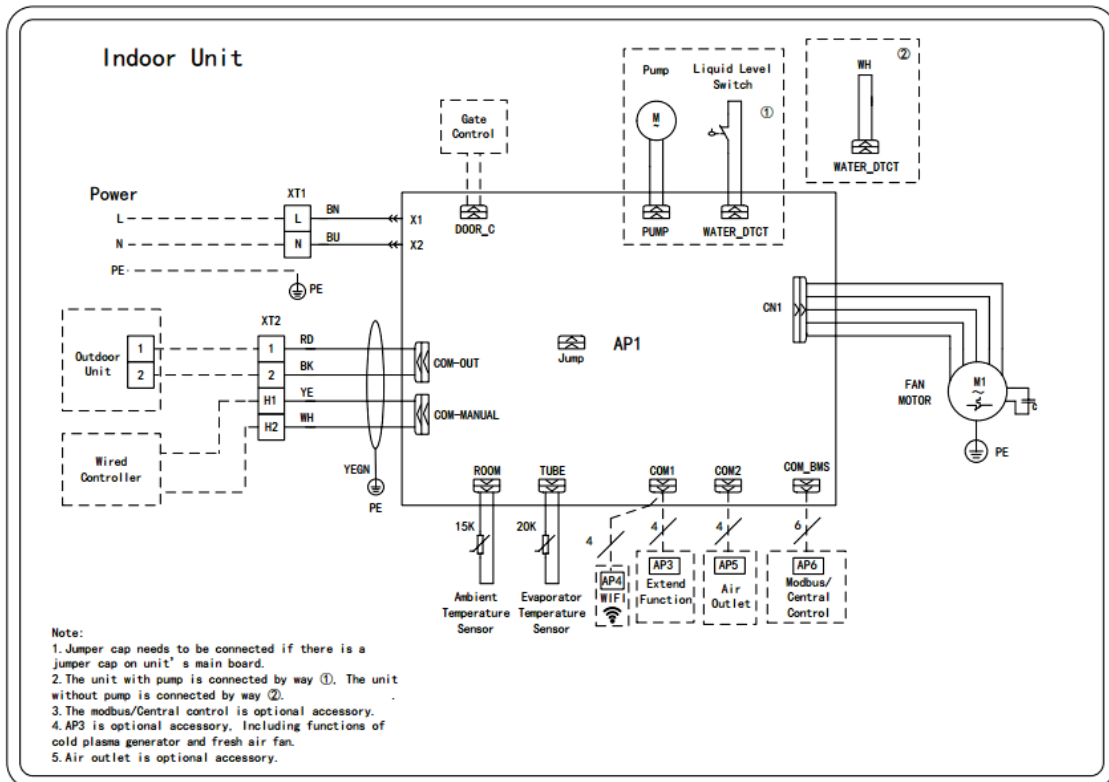 Indoor Unit
Pump
Liquid Level
Switch
M
~
①
WH
②
WATER_DTCT
Gate
Control
Power
XT1
L
L
BN
X1
N
N
BU
X2
PE
PE
DOOR_C
PUMP
WATER_DTCT
CN1
Outdoor
Unit
1
2
XT2
1
RD
2
BK
H1
YE
H2
WH
COM-OUT
COM-MANUAL
Jump
AP1
FAN
MOTOR
M1
~
C
PE
Wired
Controller
YEGN
PE
ROOM
TUBE
COM1
COM2
COM_BMS
15K
20K
4
4
4
6
Ambient
Temperature
Sensor
Evaporator
Temperature
Sensor
AP4
WIFI
AP3
Extend
Function
AP5
Air
Outlet
AP6
Modbus/
Central
Control
Note:
1. Jumper cap needs to be connected if there is a
jumper cap on unit's main board.
2. The unit with pump is connected by way ①. The unit
without pump is connected by way ②.
3. The modbus/Central control is optional accessory.
4. AP3 is optional accessory, Including functions of
cold plasma generator and fresh air fan.
5. Air outlet is optional accessory.